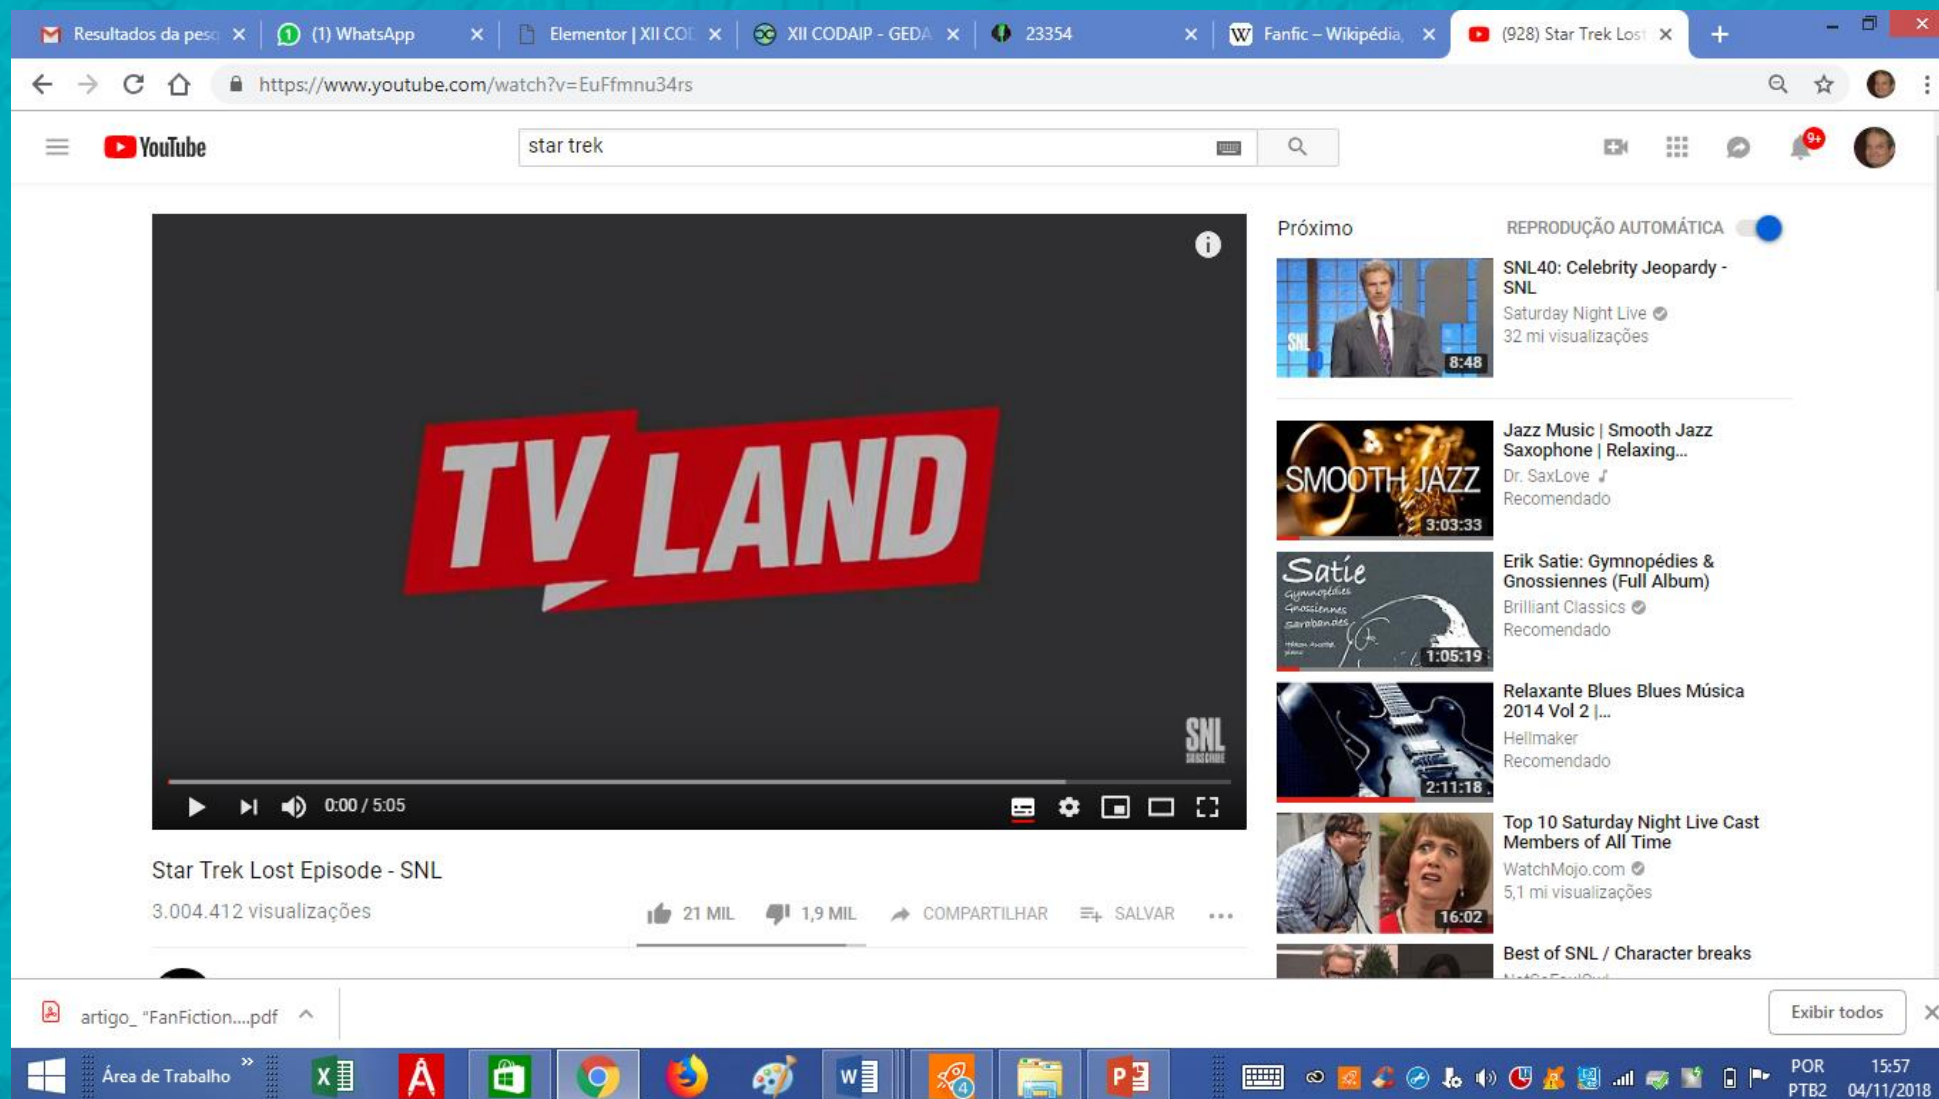 Resultados da pesq
(1) WhatsApp
Elementor | XII COD
XII CODAIP - GEDA
23354
Fanfic – Wikipédia,
(928) Star Trek Lost
https://www.youtube.com/watch?v=EuFfmnu34rs
YouTube
star trek
9+
TV LAND
SNL
SUBSCRIBE
0:00 / 5:05
Star Trek Lost Episode - SNL
3.004.412 visualizações
21 MIL
1,9 MIL
COMPARTILHAR
SALVAR
Próximo
REPRODUÇÃO AUTOMÁTICA
SNL
8:48
SNL40: Celebrity Jeopardy -
SNL
Saturday Night Live
32 mi visualizações
SMOOTH JAZZ
3:03:33
Jazz Music | Smooth Jazz
Saxophone | Relaxing...
Dr. SaxLove
Recomendado
Satie
Gymnopédies
Gnossiennes
Sarabandes
1:05:19
Erik Satie: Gymnopédies &
Gnossiennes (Full Album)
Brilliant Classics
Recomendado
2:11:18
Relaxante Blues Blues Música
2014 Vol 2 |...
Hellmaker
Recomendado
16:02
Top 10 Saturday Night Live Cast
Members of All Time
WatchMojo.com
5,1 mi visualizações
Best of SNL / Character breaks
artigo_ “FanFiction....pdf
Exibir todos
Área de Trabalho
POR
PTB2
15:57
04/11/2018